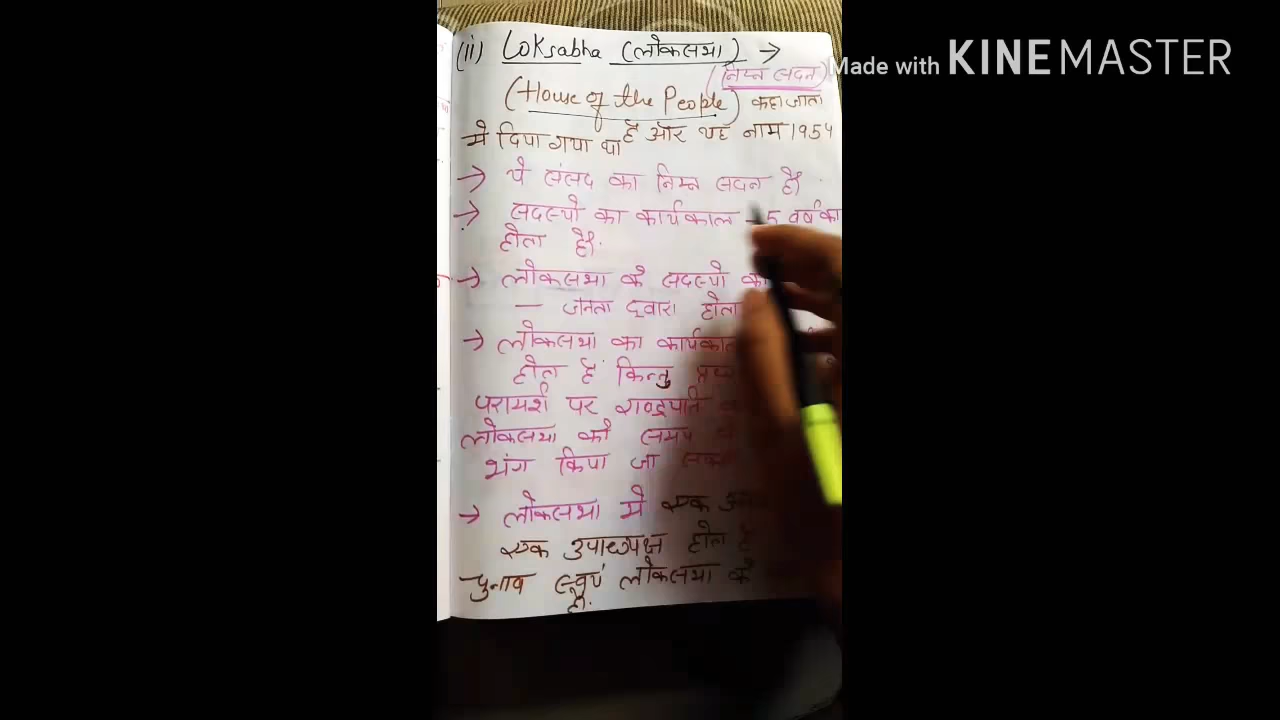 (ii) Loksabha (लोकसभा) →
(निम्न सदन)
Made with KINEMASTER
(House of the People) कहा जाता
है और यह नाम 1954
मे दिया गया था
→ ये संसद का निम्न सदन है।
→ सदस्यो का कार्यकाल - 5 वर्ष का
होता है।
→ लोकसभा के सदस्यो का
— जनता द्वारा होता
→ लोकसभा का कार्यकाल
होता है किन्तु
परामर्श पर राष्ट्रपति
लोकसभा को समय
भंग किया जा
→ लोकसभा मे एक
एक उपाध्यक्ष होता है
चुनाव स्वयं लोकसभा के
है.